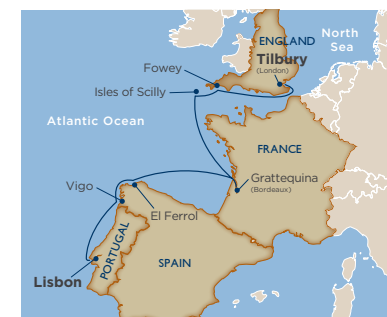 ENGLAND
North
Sea
Tilbury
(London)
Fowey
Isles of Scilly
Atlantic Ocean
FRANCE
Grattequina
(Bordeaux)
Vigo
El Ferrol
PORTUGAL
SPAIN
Lisbon